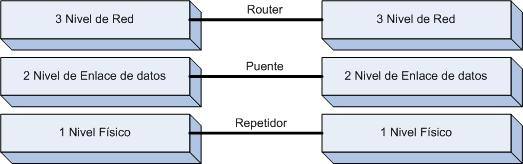 3 Nivel de Red
Router
3 Nivel de Red
2 Nivel de Enlace de datos
Puente
2 Nivel de Enlace de datos
1 Nivel Físico
Repetidor
1 Nivel Físico